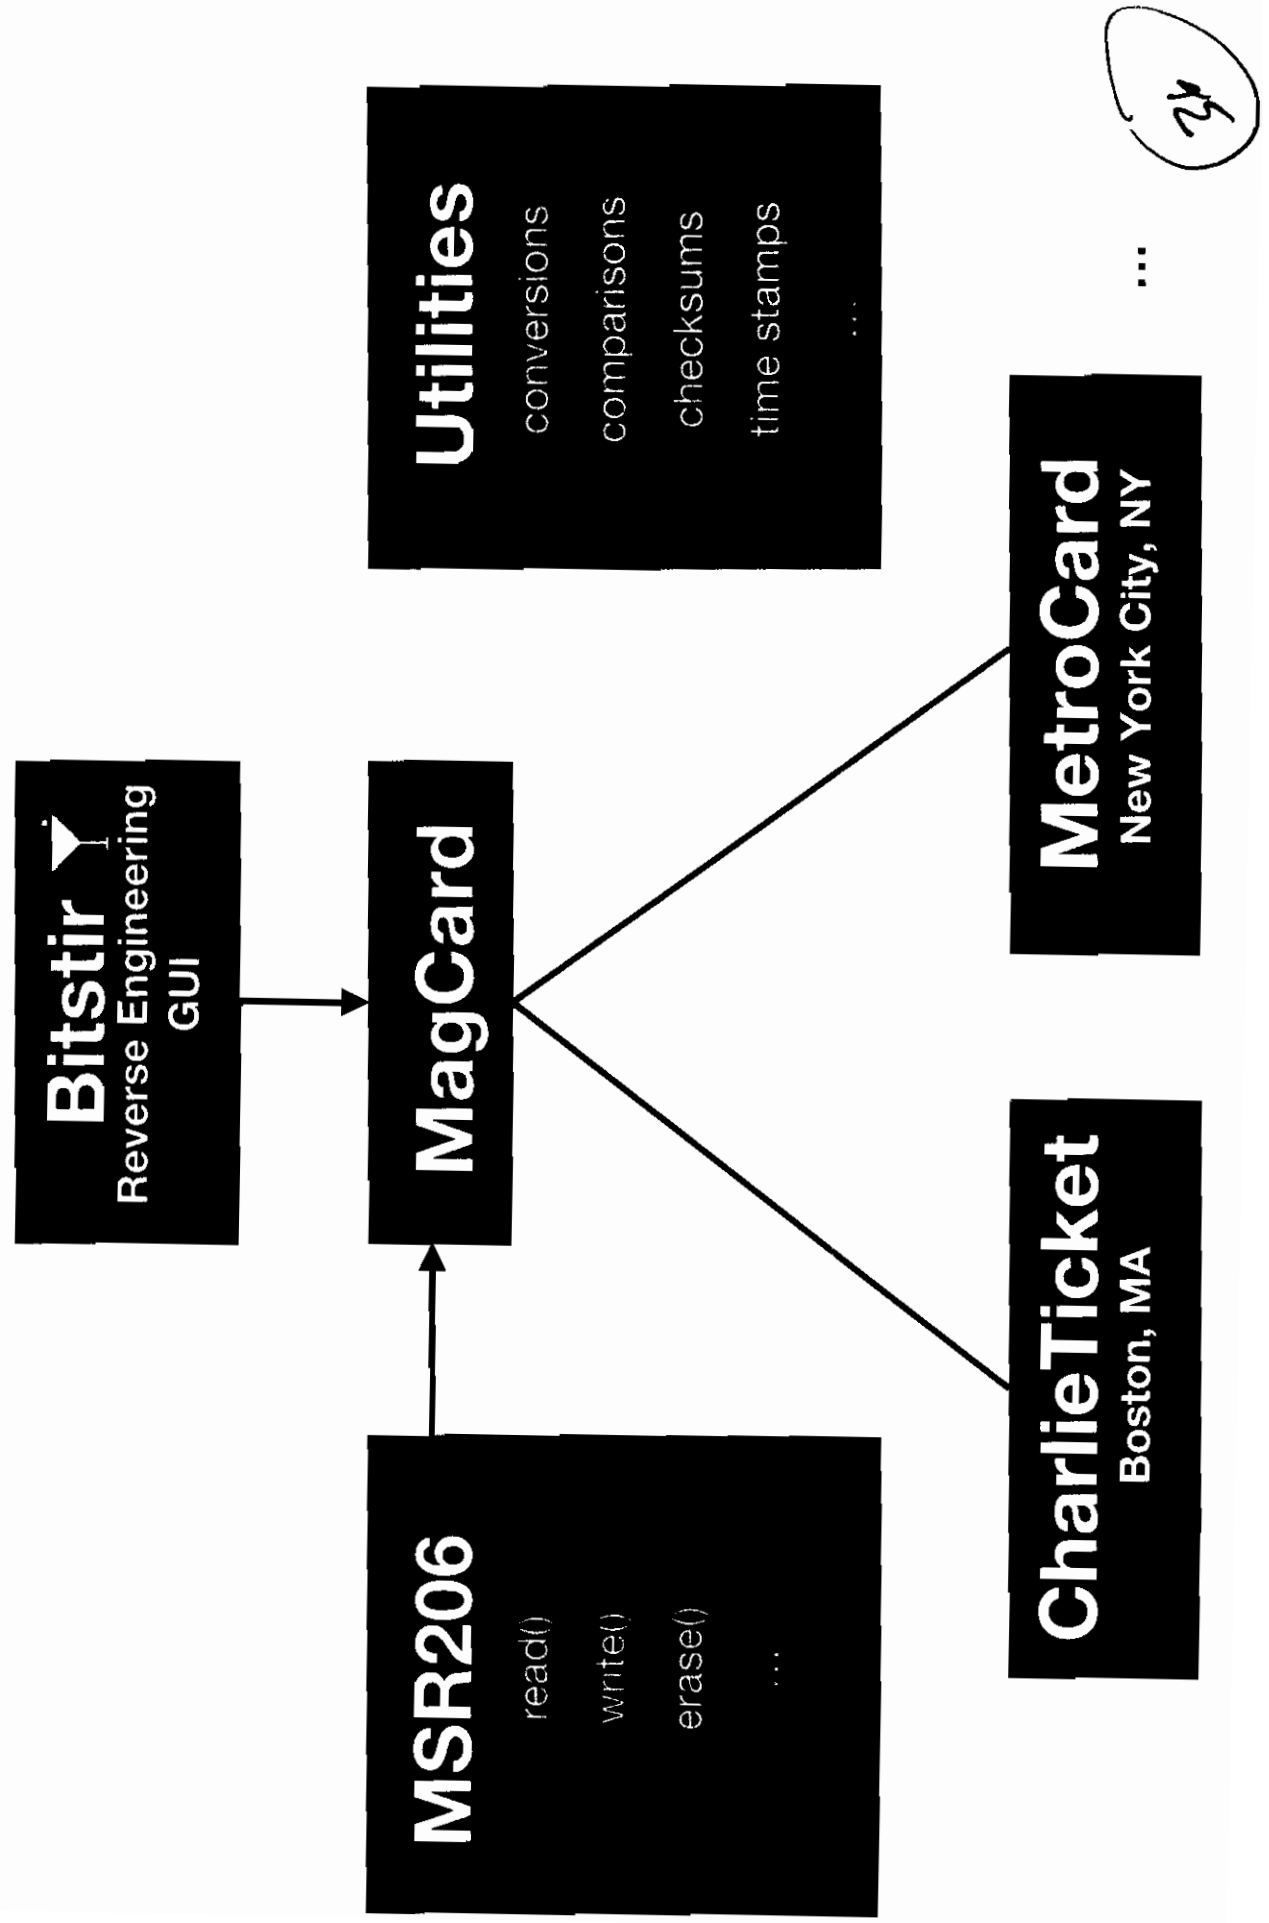 Bitstir
Reverse Engineering
GUI
MSR206
read()
write()
erase()
...
MagCard
Utilities
conversions
comparisons
checksums
time stamps
...
CharlieTicket
Boston, MA
MetroCard
New York City, NY
...